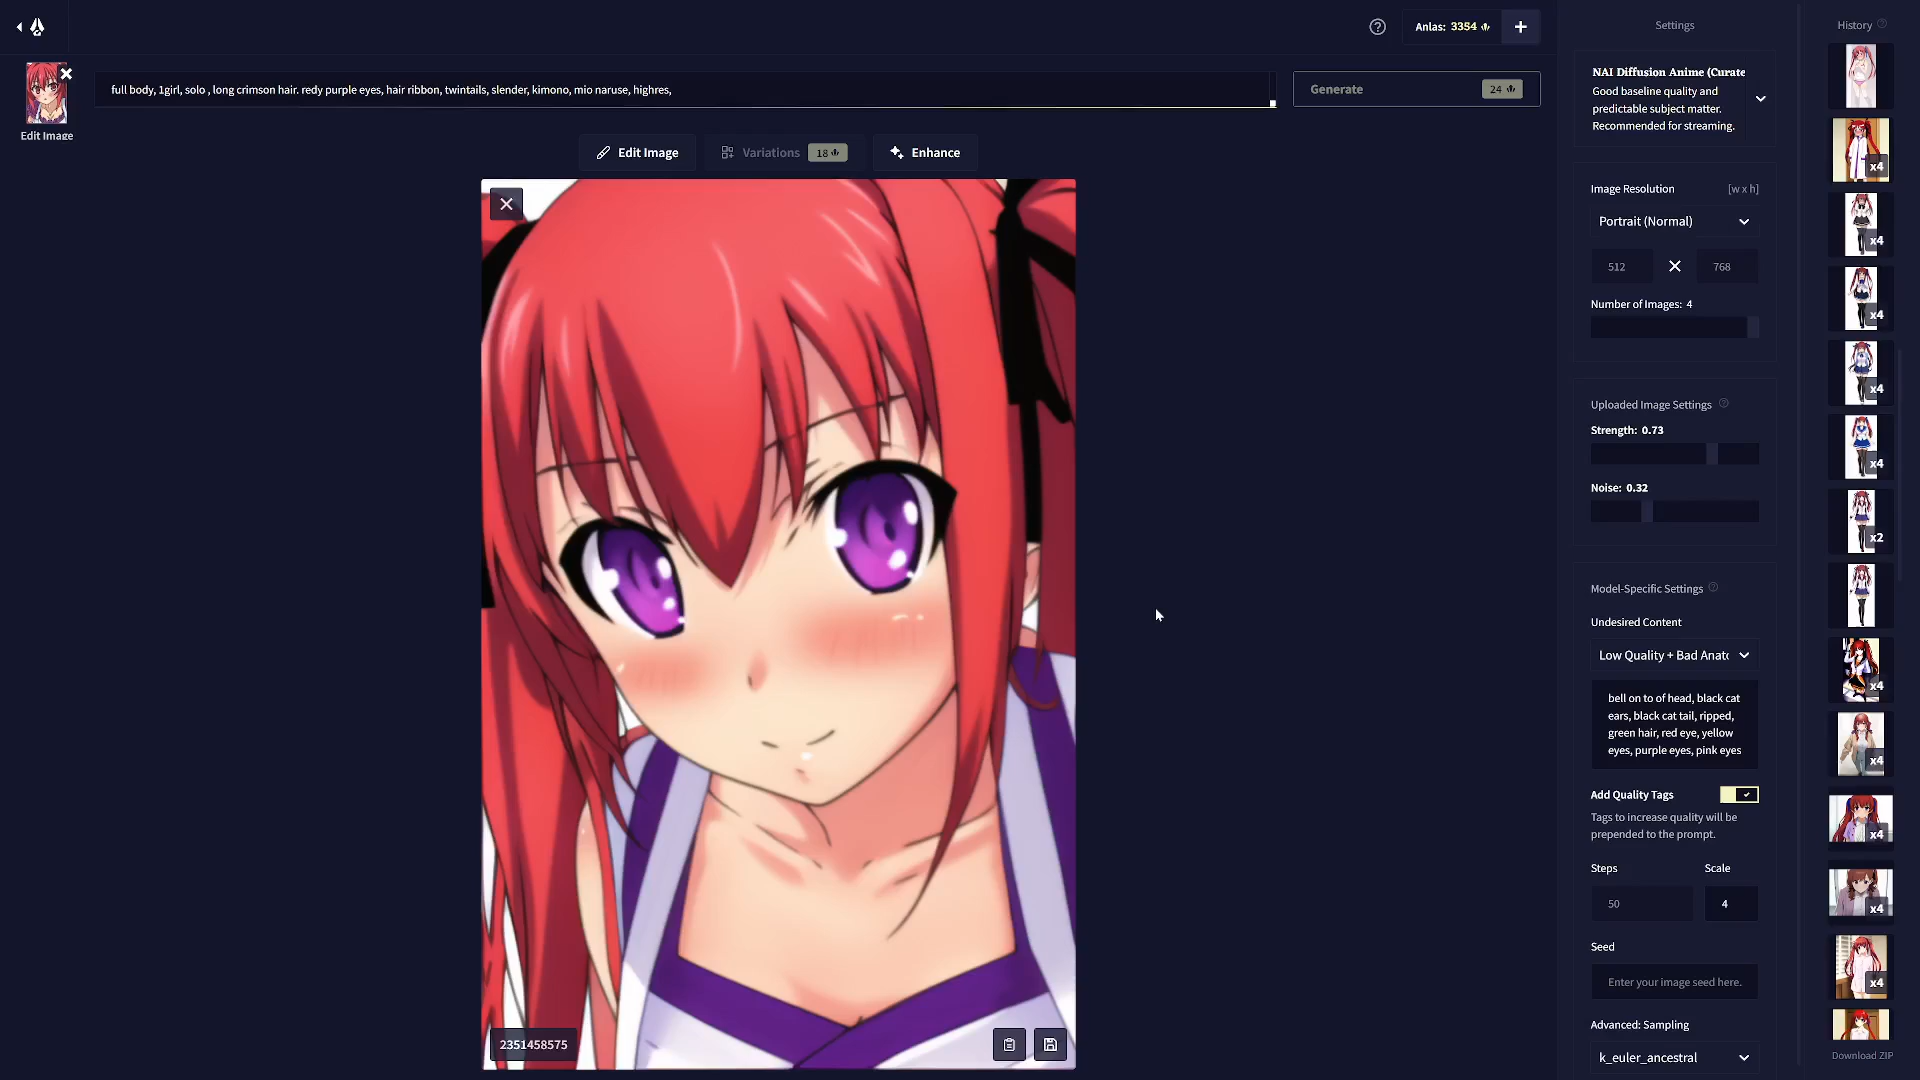 Anlas: 3354
Settings
History
full body, 1girl, solo , long crimson hair. redy purple eyes, hair ribbon, twintails, slender, kimono, mio naruse, highres,
Generate
24
Edit Image
Edit Image
Variations
18
Enhance
NAI Diffusion Anime (Curate
Good baseline quality and
predictable subject matter.
Recommended for streaming.
Image Resolution
[w x h]
Portrait (Normal)
512
768
Number of Images: 4
Uploaded Image Settings
Strength: 0.73
Noise: 0.32
Model-Specific Settings
Undesired Content
Low Quality + Bad Anato
bell on to of head, black cat
ears, black cat tail, ripped,
green hair, red eye, yellow
eyes, purple eyes, pink eyes
Add Quality Tags
Tags to increase quality will be
prepended to the prompt.
Steps
Scale
50
4
Seed
Enter your image seed here.
Advanced: Sampling
k_euler_ancestral
2351458575
x4
x4
x4
x4
x4
x2
x4
x4
x4
x4
x4
Download ZIP